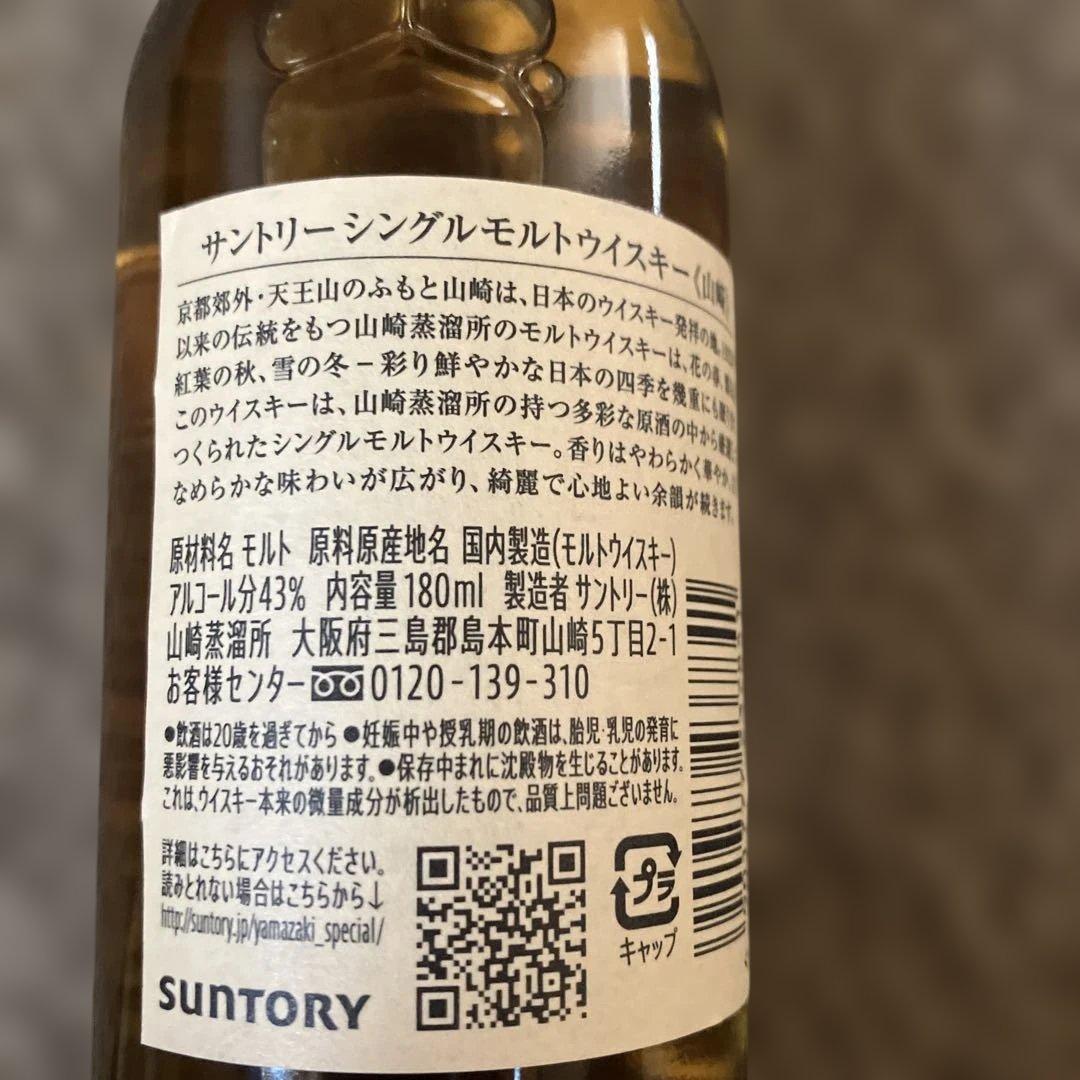 サントリー シングルモルトウイスキー〈山崎
京都郊外・天王山のふもと山崎は、日本のウイスキー発祥の地。
以来の伝統をもつ山崎蒸溜所のモルトウイスキーは、花の春、
紅葉の秋、雪の冬－彩り鮮やかな日本の四季を幾重にも
このウイスキーは、山崎蒸溜所の持つ多彩な原酒の中から
つくられたシングルモルトウイスキー。香りはやわらかく華やか、
なめらかな味わいが広がり、綺麗で心地よい余韻が続きます。
原材料名 モルト 原料原産地名 国内製造(モルトウイスキー)
アルコール分43% 内容量180ml 製造者 サントリー(株)
山崎蒸溜所 大阪府三島郡島本町山崎5丁目2-1
お客様センター 0120-139-310
●飲酒は20歳を過ぎてから ●妊娠中や授乳期の飲酒は、胎児・乳児の発育に
悪影響を与えるおそれがあります。●保存中まれに沈殿物を生じることがあります。
これは、ウイスキー本来の微量成分が析出したもので、品質上問題ございません。
詳細はこちらにアクセスください。
読みとれない場合はこちらから↓
http://suntory.jp/yamazaki_special/
プラ
キャップ
SUNTORY